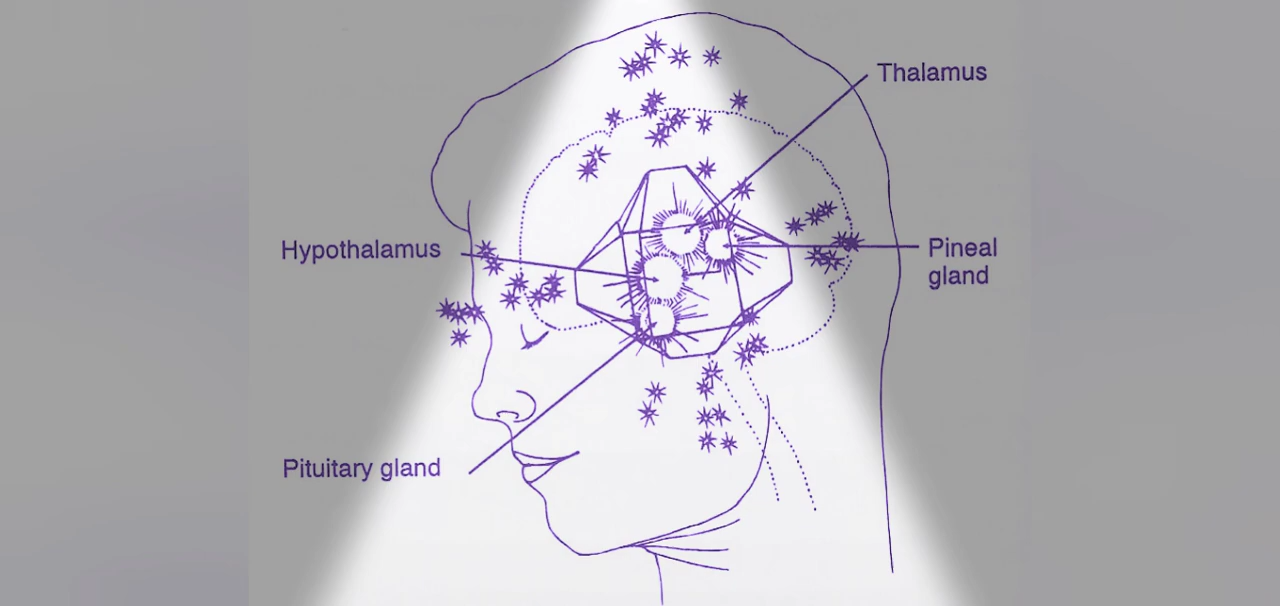 Thalamus
Hypothalamus
Pineal
gland
Pituitary gland